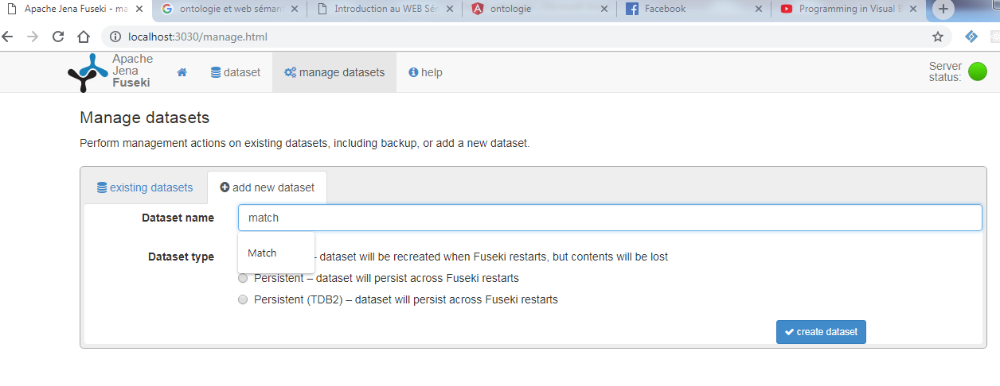 Apache Jena Fuseki - ma
ontologie et web séman
Introduction au WEB Sé
ontologie
Facebook
Programming in Visual
localhost:3030/manage.html
Apache
Jena
Fuseki
dataset
manage datasets
help
Server
status:
Manage datasets
Perform management actions on existing datasets, including backup, or add a new dataset.
existing datasets
add new dataset
Dataset name
match
Match
Dataset type
– dataset will be recreated when Fuseki restarts, but contents will be lost
Persistent – dataset will persist across Fuseki restarts
Persistent (TDB2) – dataset will persist across Fuseki restarts
create dataset